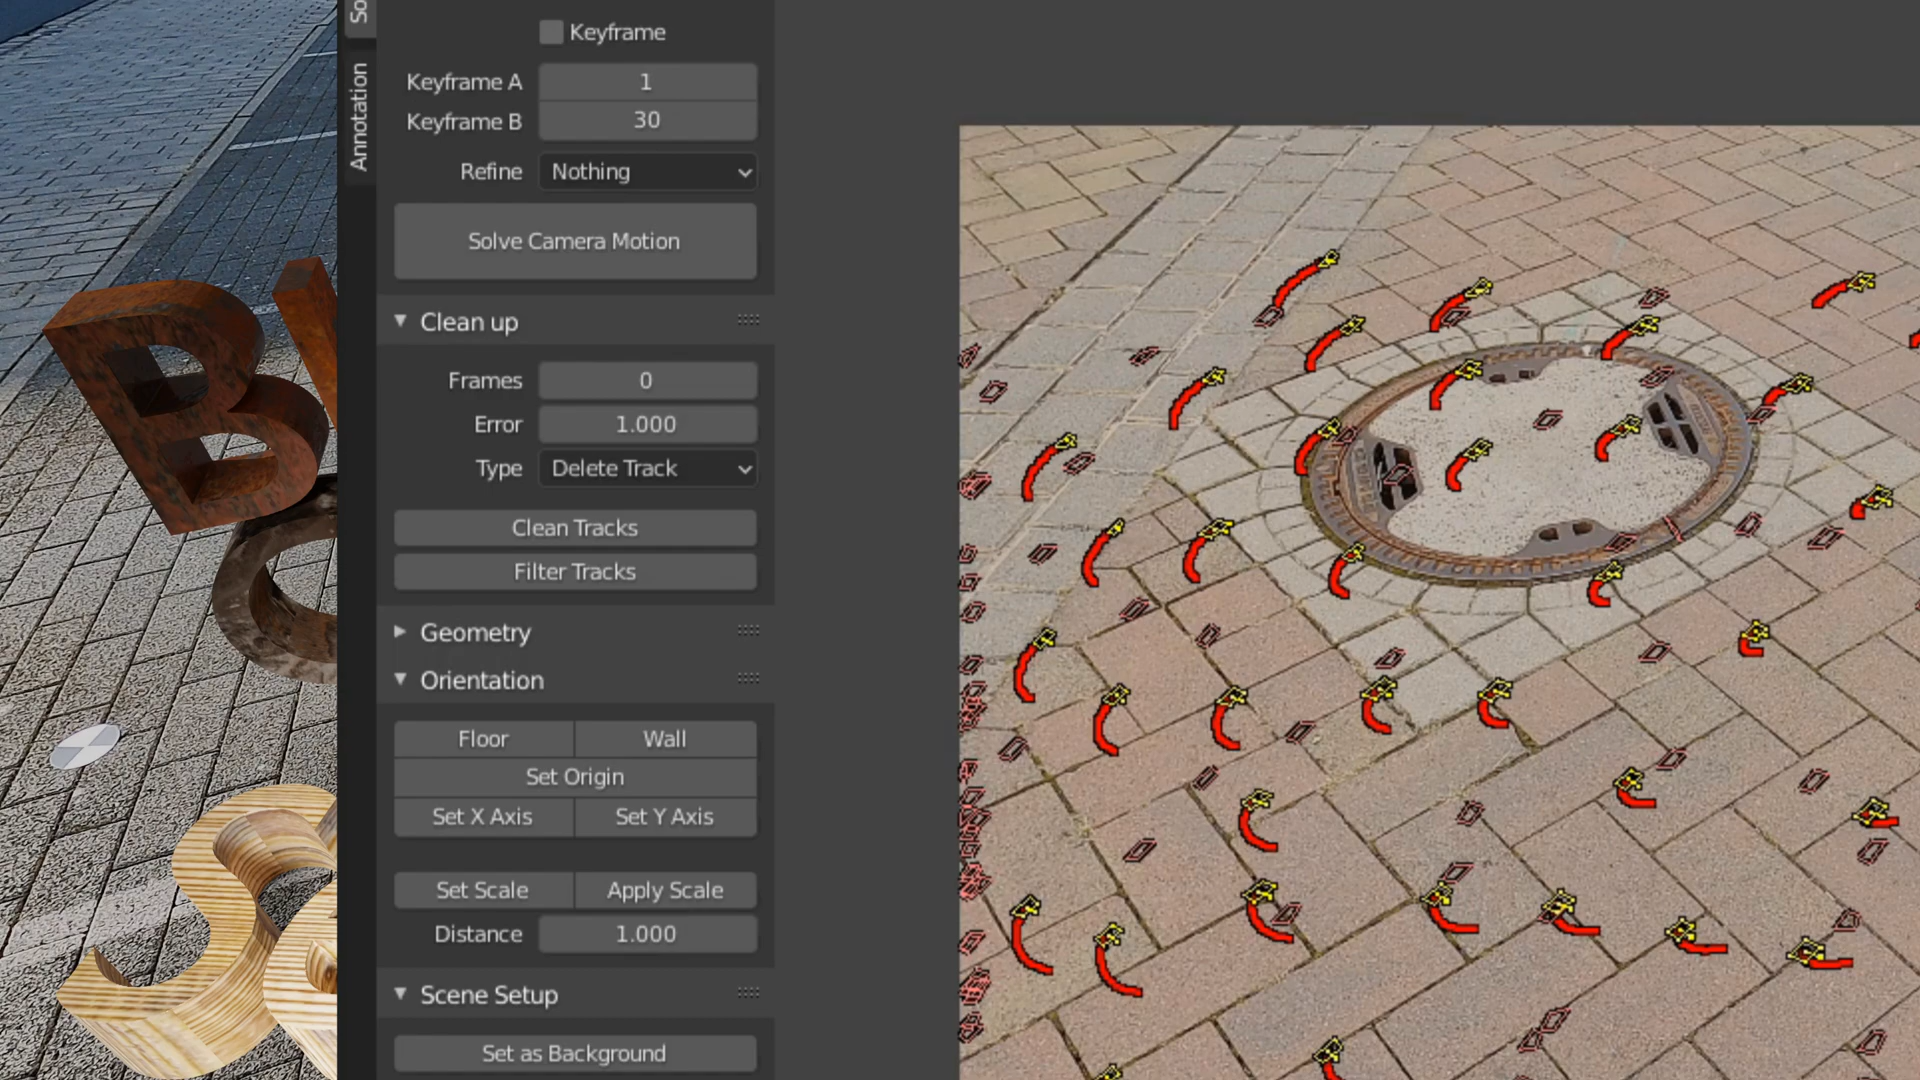 So
Annotation
Keyframe
Keyframe A 1
Keyframe B 30
Refine Nothing
Solve Camera Motion
Clean up
Frames 0
Error 1.000
Type Delete Track
Clean Tracks
Filter Tracks
Geometry
Orientation
Floor Wall
Set Origin
Set X Axis Set Y Axis
Set Scale Apply Scale
Distance 1.000
Scene Setup
Set as Background